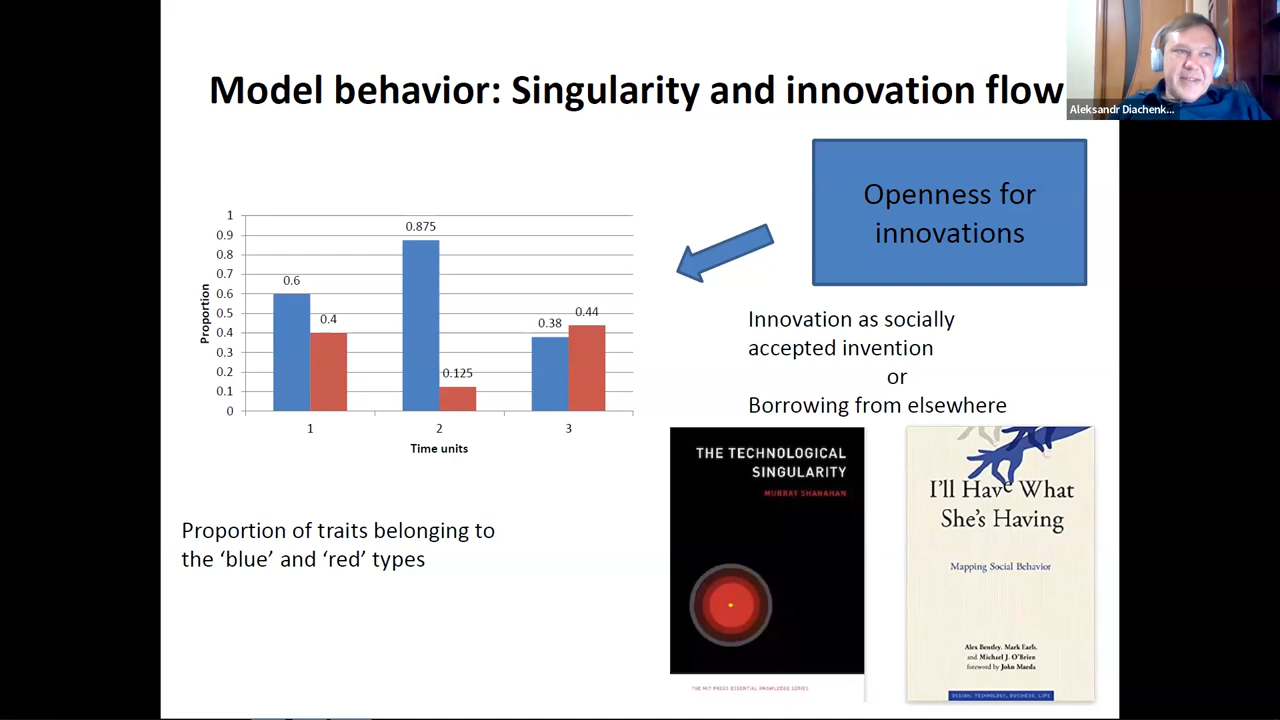 Model behavior: Singularity and innovation flow
Aleksandr Diachenk...
Openness for
innovations
1
0.9
0.8
0.7
0.6
0.5
0.4
0.3
0.2
0.1
0
Proportion
0.6
0.4
0.875
0.125
0.38
0.44
1
2
3
Time units
Innovation as socially
accepted invention
or
Borrowing from elsewhere
Proportion of traits belonging to
the ‘blue’ and ‘red’ types
THE TECHNOLOGICAL
SINGULARITY
MURRAY SHANAHAN
THE MIT PRESS ESSENTIAL KNOWLEDGE SERIES
I’ll Have What
She’s Having
Mapping Social Behavior
Alex Bentley, Mark Earls,
and Michael J. O’Brien
foreword by John Maeda
DESIGN, TECHNOLOGY, BUSINESS, LIFE